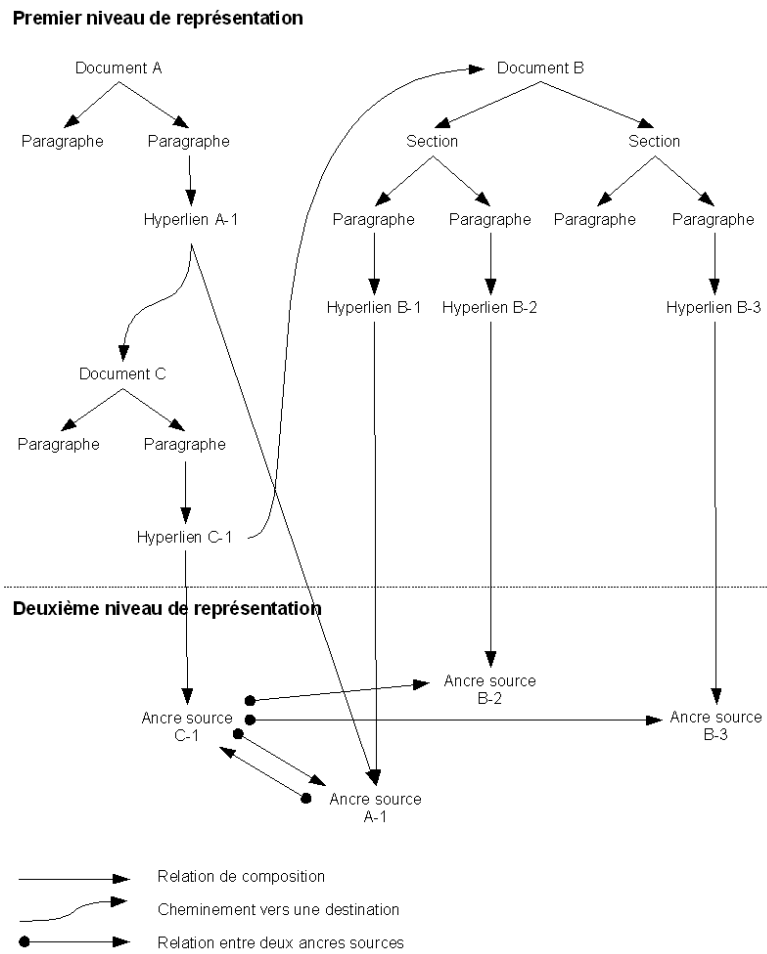 Premier niveau de représentation
Document A
Document B
Paragraphe
Paragraphe
Section
Section
Hyperlien A-1
Paragraphe
Paragraphe
Paragraphe
Paragraphe
Hyperlien B-1
Hyperlien B-2
Hyperlien B-3
Document C
Paragraphe
Paragraphe
Hyperlien C-1
Deuxième niveau de représentation
Ancre source
B-2
Ancre source
C-1
Ancre source
B-3
Ancre source
A-1
Relation de composition
Cheminement vers une destination
Relation entre deux ancres sources